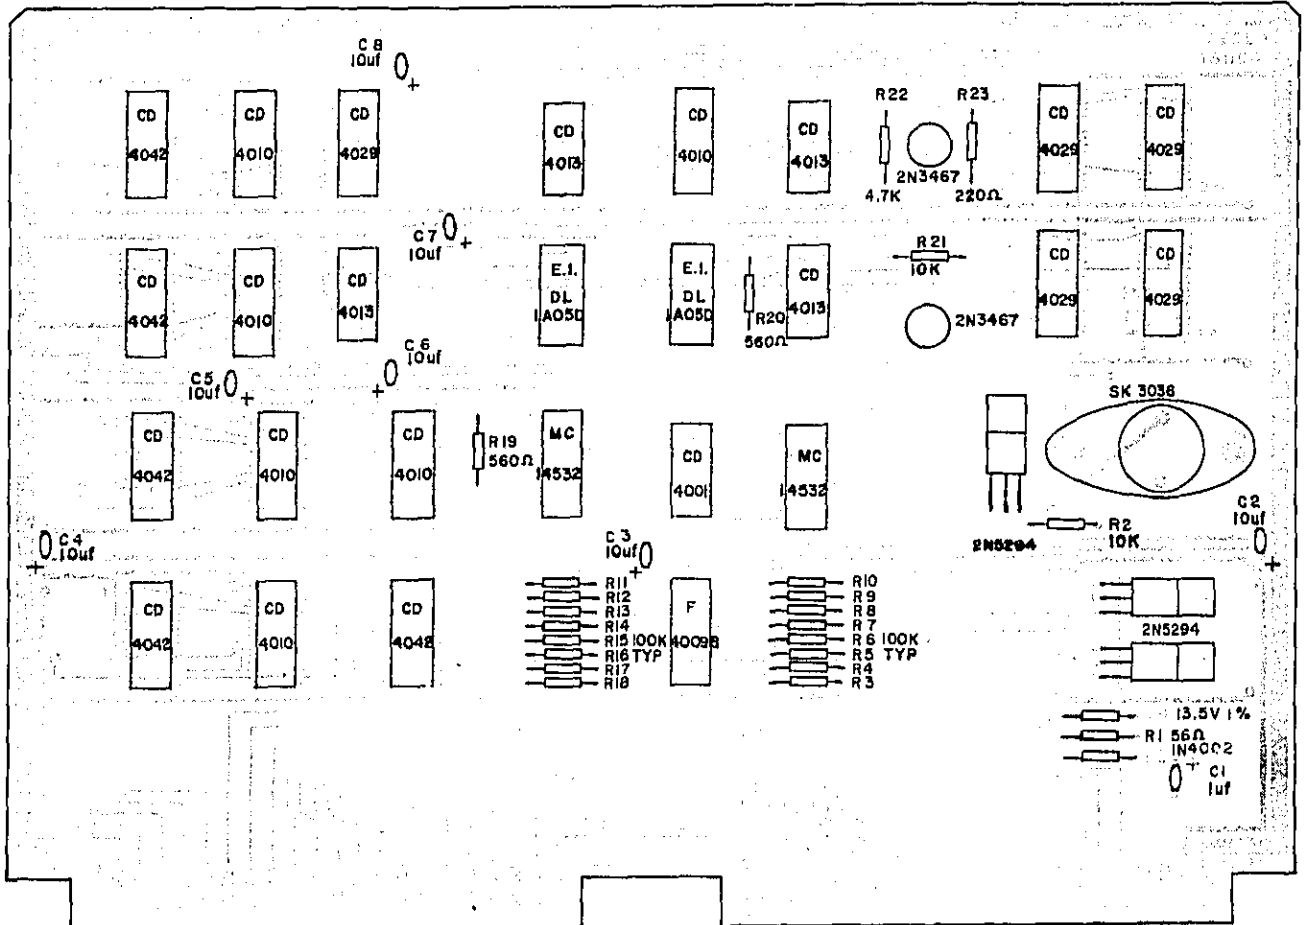 C 8
10uf
+
CD
4042
CD
4010
CD
4029
CD
4013
CD
4010
CD
4013
R22
4.7K
2N3467
R23
220Ω
CD
4029
CD
4029
C7
10uf
+
CD
4042
CD
4010
CD
4013
E.I.
DL
1A05D
E.I.
DL
1A05D
R20
560Ω
CD
4013
R21
10K
2N3467
CD
4029
CD
4029
C5
10uf
+
C6
10uf
+
CD
4042
CD
4010
CD
4010
R19
560Ω
MC
14532
CD
4001
MC
14532
2N5294
SK 3036
R2
10K
C2
10uf
+
C4
10uf
+
C 3
10uf
+
CD
4042
CD
4010
CD
4042
R11
R12
R13
R14
R15 100K
R16 TYP
R17
R18
F
40098
R10
R9
R8
R7
R6 100K
R5 TYP
R4
R3
2N5294
13.5V 1%
R1 56Ω
1N4002
+
C1
1uf